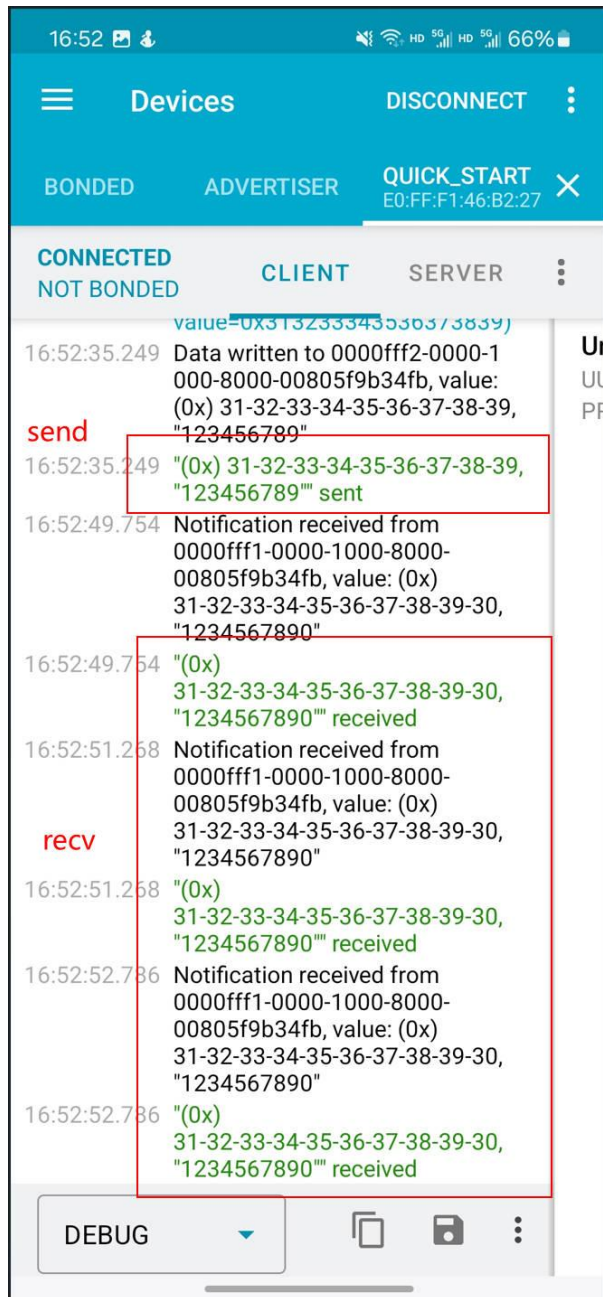 16:52 HD 5G HD 5G 66%
Devices DISCONNECT
BONDED ADVERTISER QUICK_START
E0:FF:F1:46:B2:27
CONNECTED
NOT BONDED
CLIENT SERVER
value=0x313233343536373839)
16:52:35.249 Data written to 0000fff2-0000-1
000-8000-00805f9b34fb, value:
(0x) 31-32-33-34-35-36-37-38-39,
"123456789"
send
16:52:35.249 "(0x) 31-32-33-34-35-36-37-38-39,
"123456789"" sent
16:52:49.754 Notification received from
0000fff1-0000-1000-8000-
00805f9b34fb, value: (0x)
31-32-33-34-35-36-37-38-39-30,
"1234567890"
16:52:49.754 "(0x)
31-32-33-34-35-36-37-38-39-30,
"1234567890"" received
16:52:51.268 Notification received from
0000fff1-0000-1000-8000-
00805f9b34fb, value: (0x)
31-32-33-34-35-36-37-38-39-30,
"1234567890"
recv
16:52:51.268 "(0x)
31-32-33-34-35-36-37-38-39-30,
"1234567890"" received
16:52:52.786 Notification received from
0000fff1-0000-1000-8000-
00805f9b34fb, value: (0x)
31-32-33-34-35-36-37-38-39-30,
"1234567890"
16:52:52.786 "(0x)
31-32-33-34-35-36-37-38-39-30,
"1234567890"" received
DEBUG